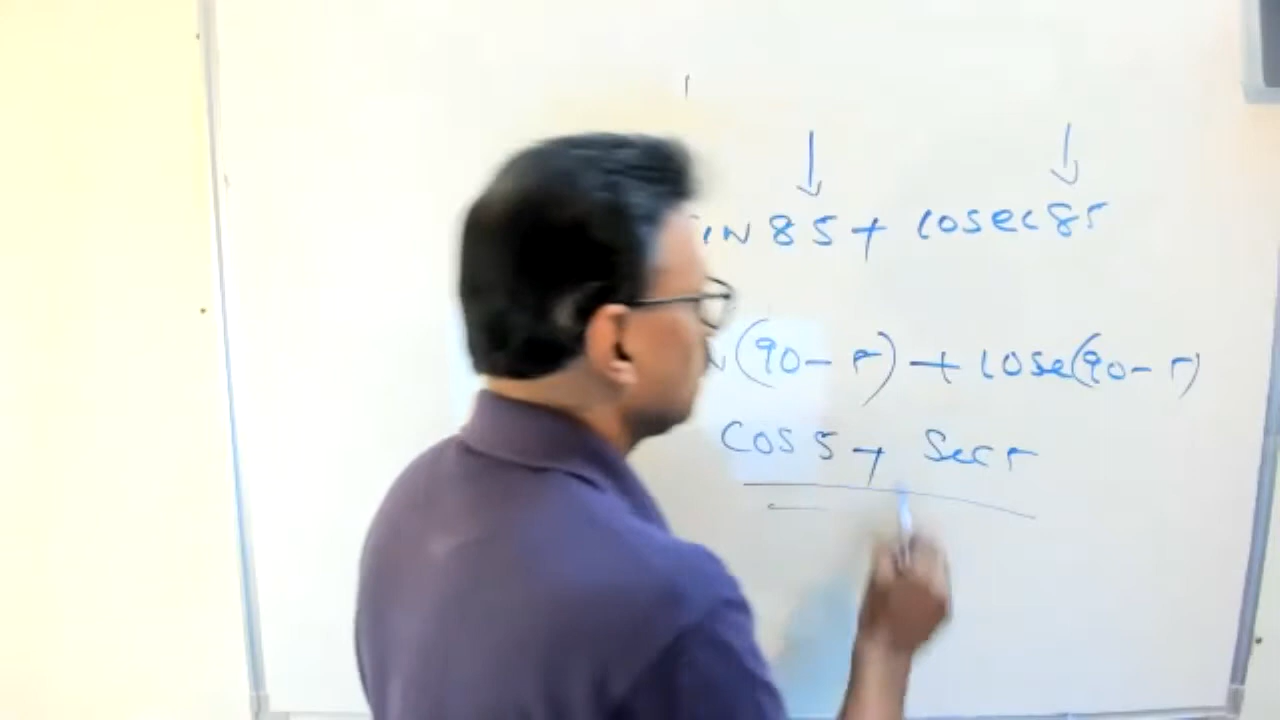 in 85 + cosec 85
(90 - 5) + cose(90 - 5)
cos 5 + sec 5